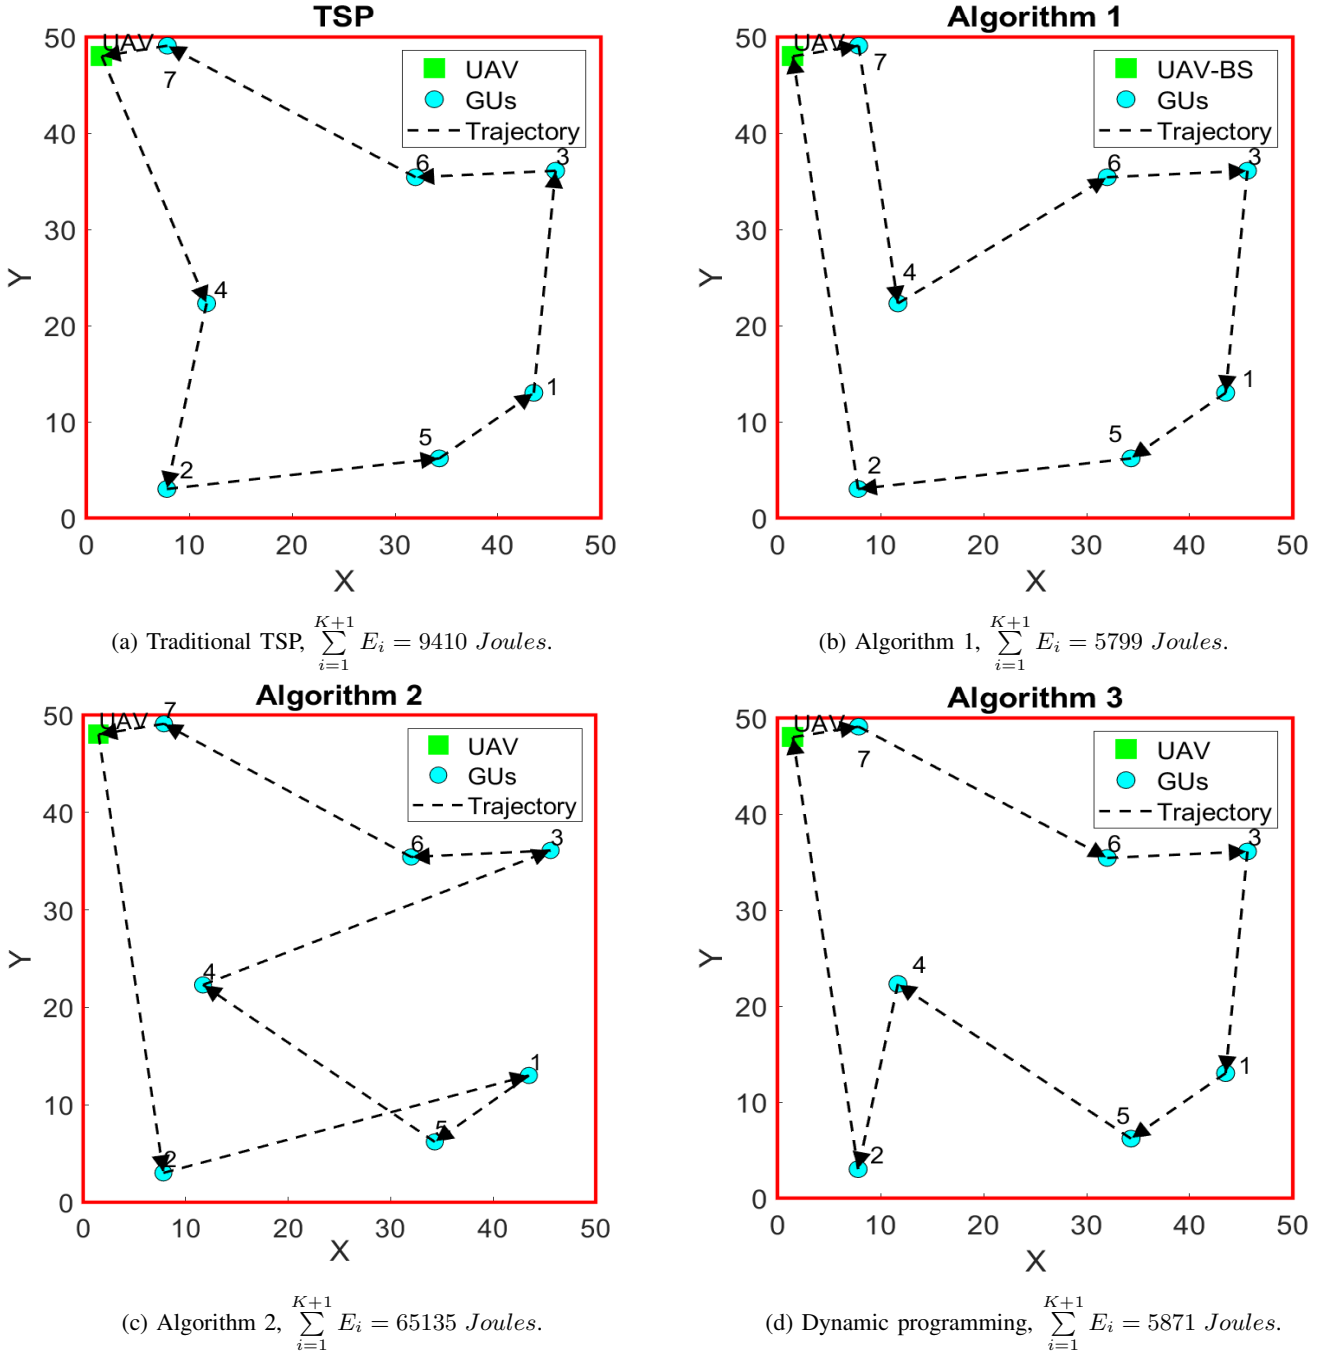 TSP
50
40
30
20
10
0
0
10
20
30
40
50
X
Y
UAV
7
6
3
4
1
5
2
UAV
GUs
Trajectory
(a) Traditional TSP, \sum_{i=1}^{K+1} E_i = 9410 Joules.
Algorithm 1
50
40
30
20
10
0
0
10
20
30
40
50
X
Y
UAV
7
6
3
4
1
5
2
UAV-BS
GUs
Trajectory
(b) Algorithm 1, \sum_{i=1}^{K+1} E_i = 5799 Joules.
Algorithm 2
50
40
30
20
10
0
0
10
20
30
40
50
X
Y
UAV
7
6
3
4
1
5
2
UAV
GUs
Trajectory
(c) Algorithm 2, \sum_{i=1}^{K+1} E_i = 65135 Joules.
Algorithm 3
50
40
30
20
10
0
0
10
20
30
40
50
X
Y
UAV
7
6
3
4
1
5
2
UAV
GUs
Trajectory
(d) Dynamic programming, \sum_{i=1}^{K+1} E_i = 5871 Joules.